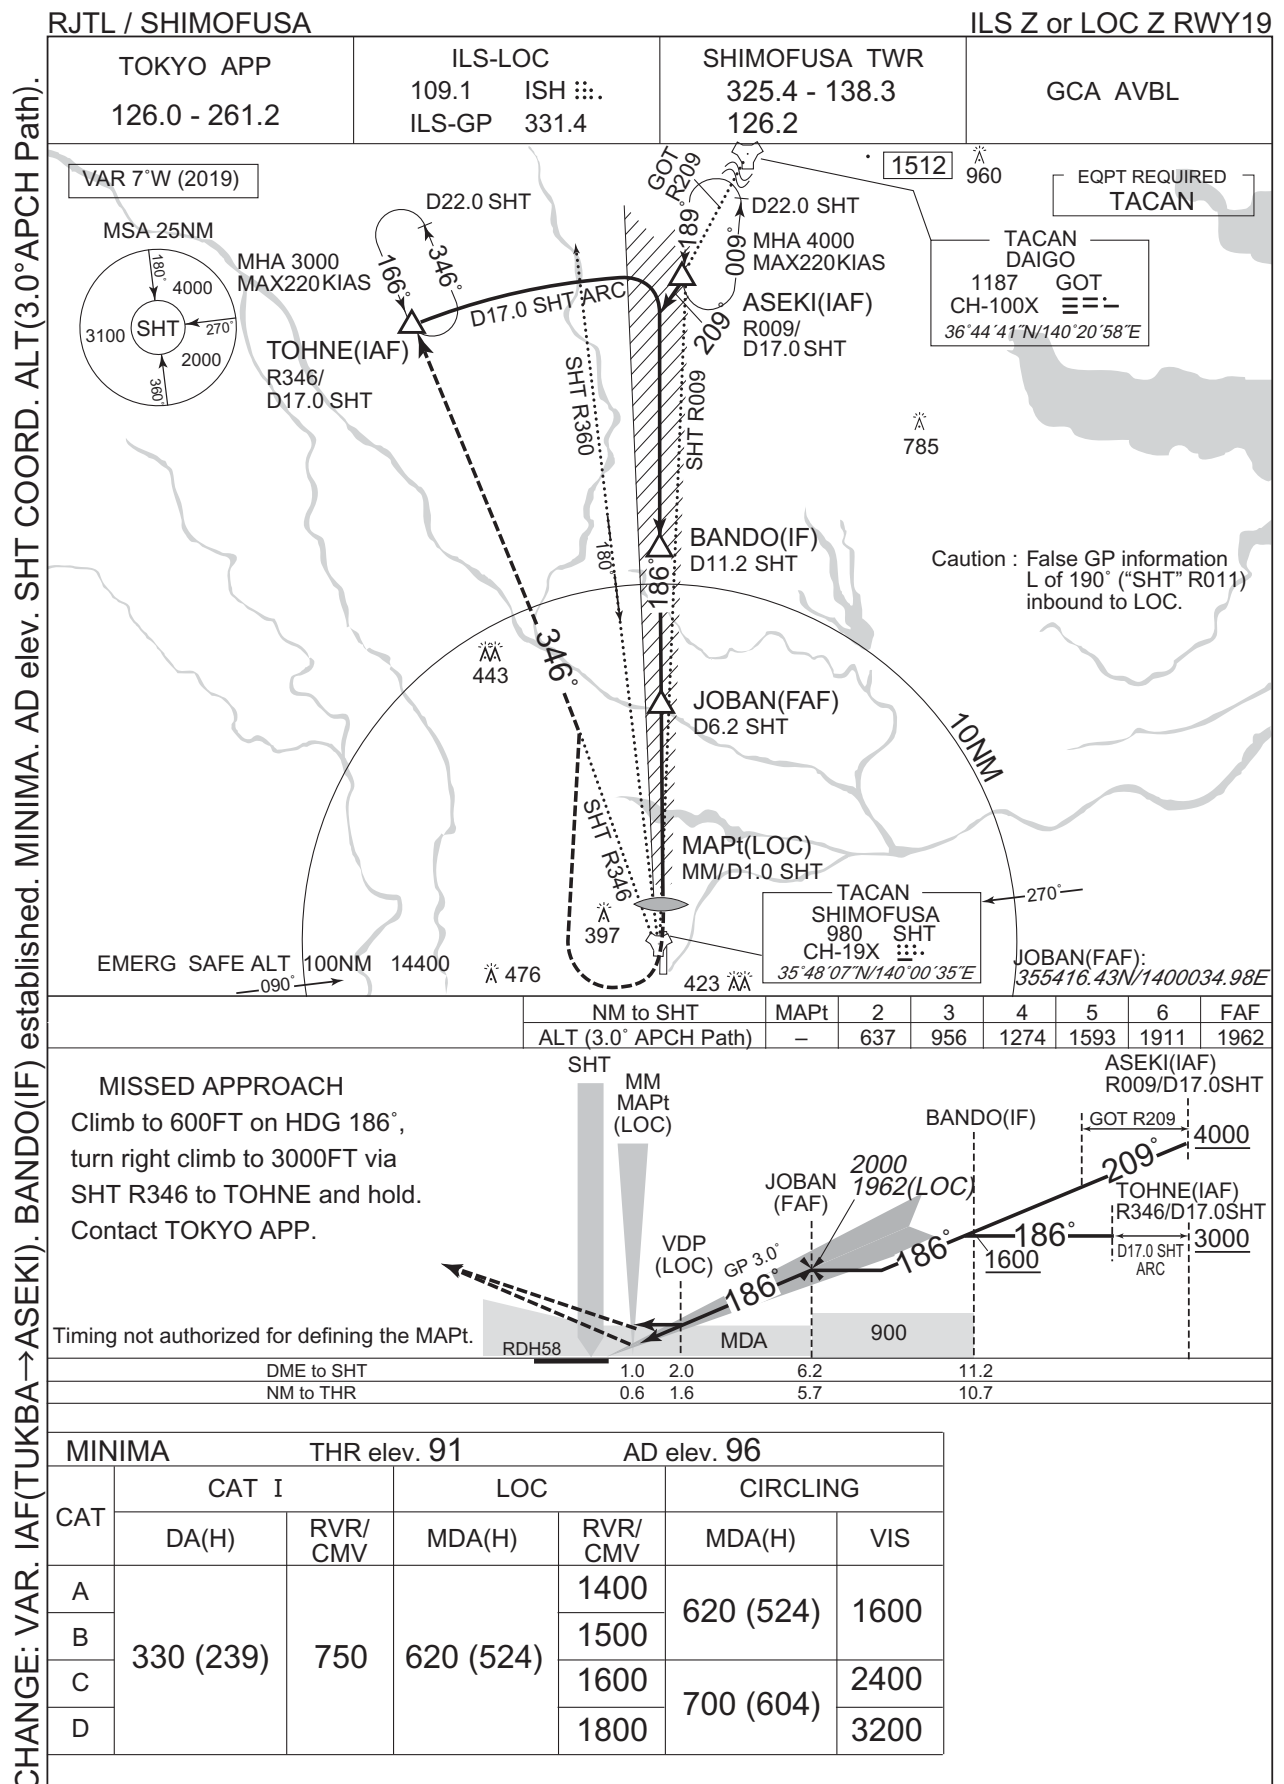 RJTL / SHIMOFUSA
ILS Z or LOC Z RWY19
TOKYO APP
126.0 - 261.2
ILS-LOC
109.1 ISH
ILS-GP 331.4
SHIMOFUSA TWR
325.4 - 138.3
126.2
GCA AVBL
VAR 7°W (2019)
MSA 25NM
180°
4000
SHT
270°
3100
2000
360°
MHA 3000
MAX220KIAS
D22.0 SHT
166°
346°
TOHNE(IAF)
R346/
D17.0 SHT
D17.0 SHT ARC
SHT R360
180°
GOT
R209
189°
009°
D22.0 SHT
MHA 4000
MAX220KIAS
ASEKI(IAF)
R009/
D17.0 SHT
209°
SHT R009
1512
960
EQPT REQUIRED
TACAN
TACAN
DAIGO
1187 GOT
CH-100X
36°44´41˝N/140°20´58˝E
785
BANDO(IF)
D11.2 SHT
186°
Caution : False GP information
L of 190° (“SHT” R011)
inbound to LOC.
346°
443
JOBAN(FAF)
D6.2 SHT
10NM
SHT R346
MAPt(LOC)
MM/D1.0 SHT
397
TACAN
SHIMOFUSA
980 SHT
CH-19X
35°48´07˝N/140°00´35˝E
270°
JOBAN(FAF):
355416.43N/1400034.98E
EMERG SAFE ALT 100NM 14400
090°
476
423
NM to SHT MAPt 2 3 4 5 6 FAF
ALT (3.0° APCH Path) – 637 956 1274 1593 1911 1962
MISSED APPROACH
Climb to 600FT on HDG 186°,
turn right climb to 3000FT via
SHT R346 to TOHNE and hold.
Contact TOKYO APP.
Timing not authorized for defining the MAPt.
SHT
MM
MAPt
(LOC)
VDP
(LOC)
GP 3.0°
186°
JOBAN
(FAF)
2000
1962(LOC)
186°
BANDO(IF)
1600
186°
ASEKI(IAF)
R009/D17.0SHT
GOT R209
4000
209°
TOHNE(IAF)
R346/D17.0SHT
D17.0 SHT
ARC
3000
RDH58
MDA
900
DME to SHT 1.0 2.0 6.2 11.2
NM to THR 0.6 1.6 5.7 10.7
MINIMA THR elev. 91 AD elev. 96
CAT CAT I LOC CIRCLING
DA(H) RVR/CMV MDA(H) RVR/CMV MDA(H) VIS
A 330 (239) 750 620 (524) 1400 620 (524) 1600
B 1500
C 1600 700 (604) 2400
D 1800 3200
CHANGE: VAR. IAF(TUKBA→ASEKI). BANDO(IF) established. MINIMA. AD elev. SHT COORD. ALT(3.0°APCH Path).